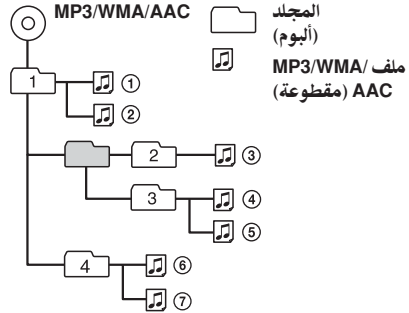 MP3/WMA/AAC
المجلد
(ألبوم)
ملف MP3/WMA/
AAC (مقطوعة)
1
①
②
2
③
3
④
⑤
4
⑥
⑦